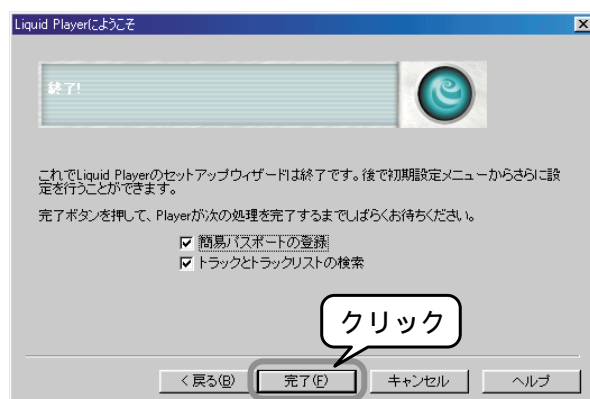 Liquid Playerにようこそ
終了!
これでLiquid Playerのセットアップウィザードは終了です。後で初期設定メニューからさらに設
定を行うことができます。
完了ボタンを押して、Playerが次の処理を完了するまでしばらくお待ちください。
簡易パスポートの登録
トラックとトラックリストの検索
クリック
< 戻る(B)
完了(F)
キャンセル
ヘルプ